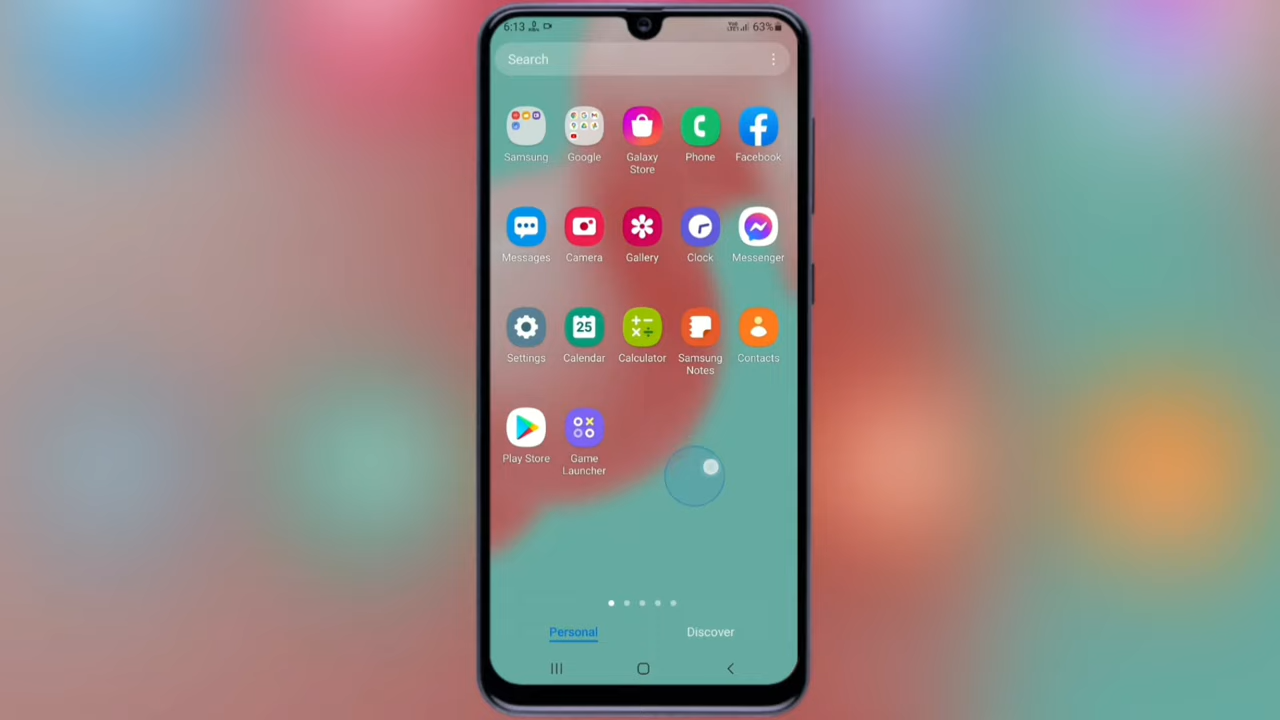 6:13
63%
Search
Samsung
Google
Galaxy
Store
Phone
Facebook
Messages
Camera
Gallery
Clock
Messenger
Settings
25
Calendar
Calculator
Samsung
Notes
Contacts
Play Store
Game
Launcher
Personal
Discover